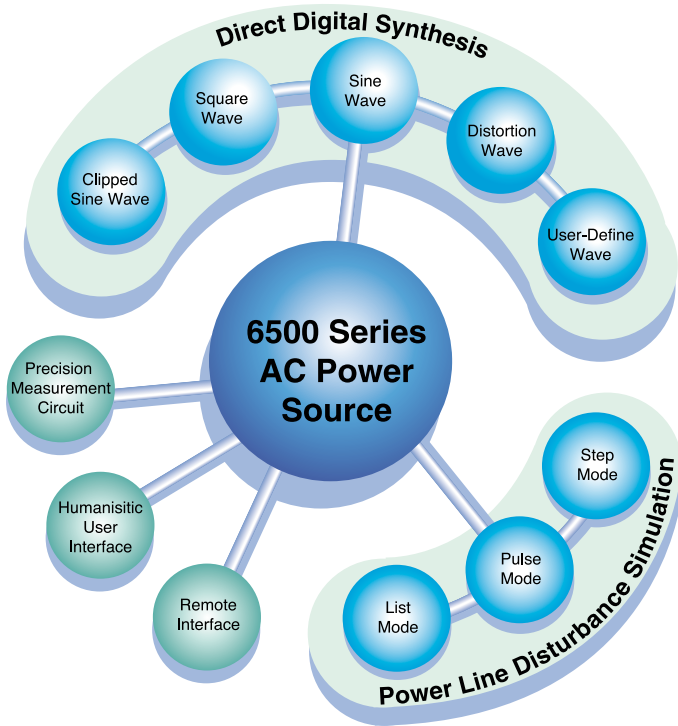 Direct Digital Synthesis
Sine
Wave
Square
Wave
Distortion
Wave
Clipped
Sine Wave
User-Define
Wave
6500 Series
AC Power
Source
Precision
Measurement
Circuit
Humanisitic
User
Interface
Remote
Interface
Step
Mode
Pulse
Mode
List
Mode
Power Line Disturbance Simulation